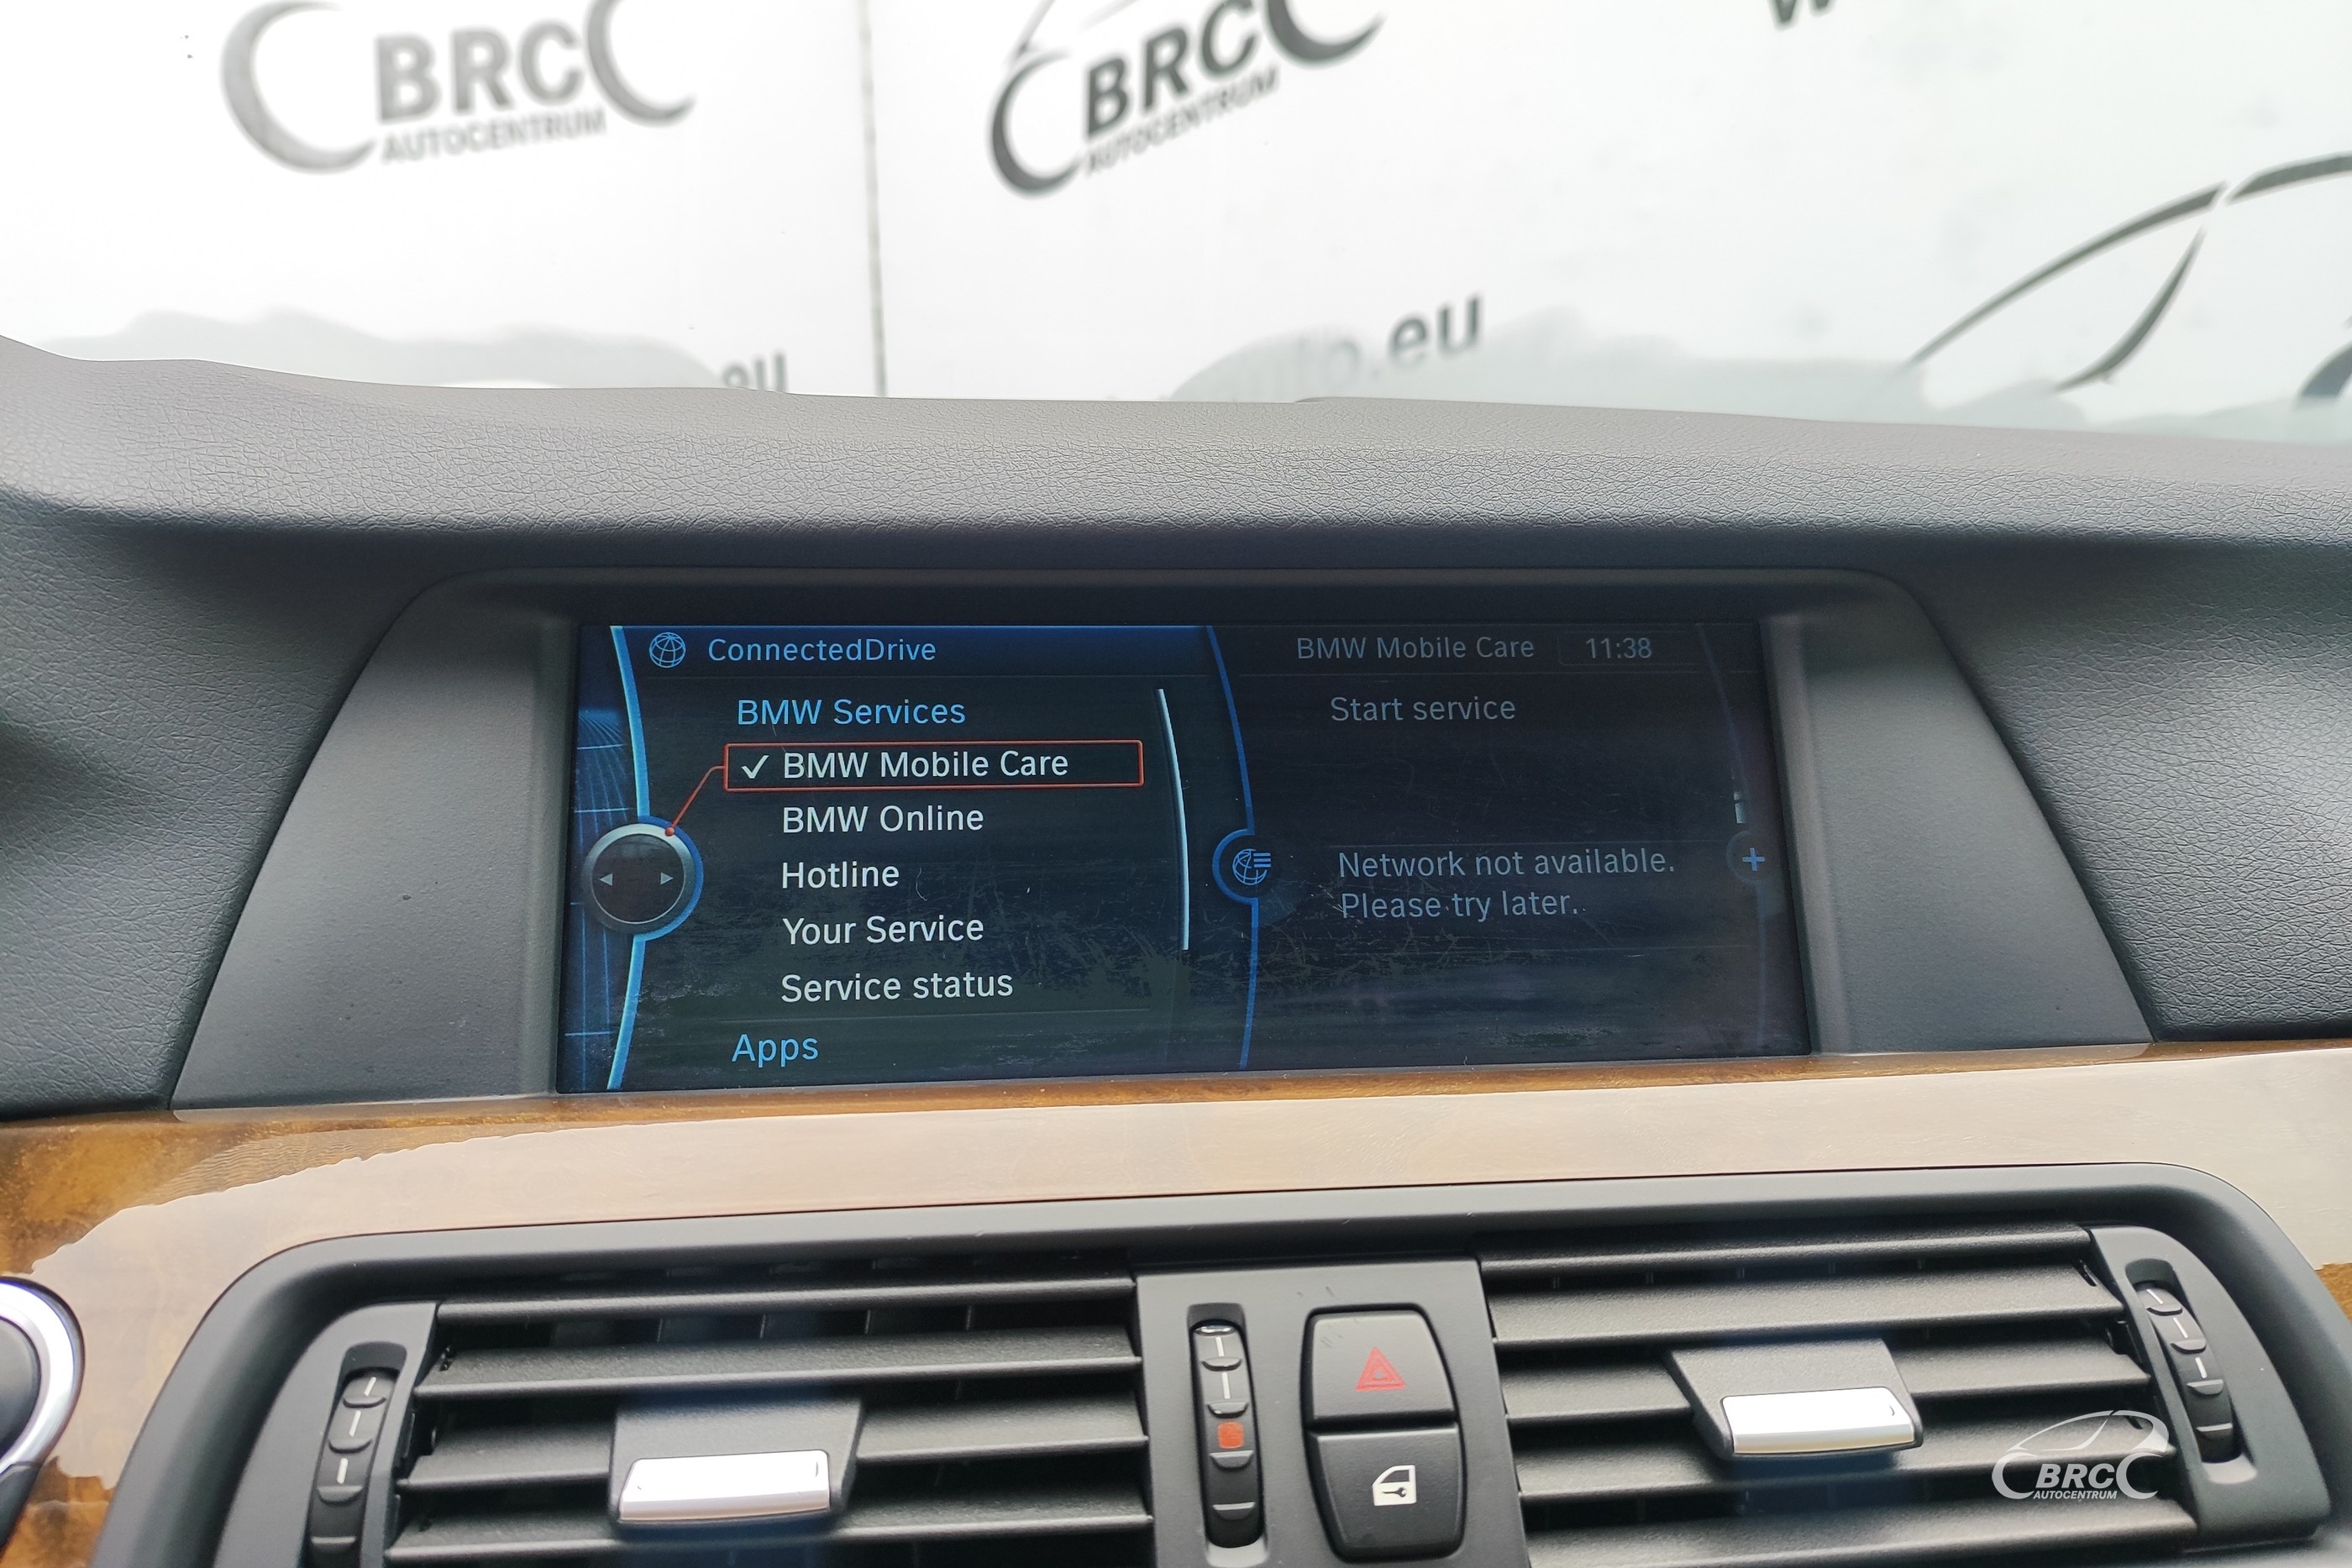 BRC
AUTOCENTRUM
BRC
AUTOCENTRUM
.eu
ConnectedDrive
BMW Mobile Care
11:38
BMW Services
✓ BMW Mobile Care
BMW Online
Hotline
Your Service
Service status
Apps
Start service
Network not available.
Please try later.
BRC
AUTOCENTRUM